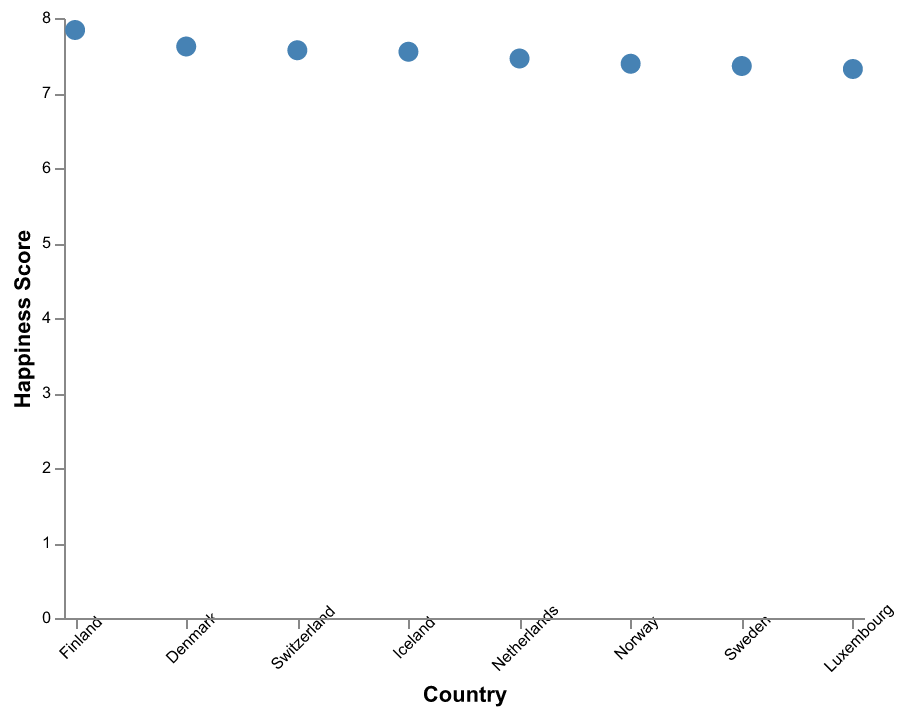 8
7
6
5
4
3
2
1
0
Happiness Score
Finland
Denmark
Switzerland
Iceland
Netherlands
Norway
Sweden
Luxembourg
Country